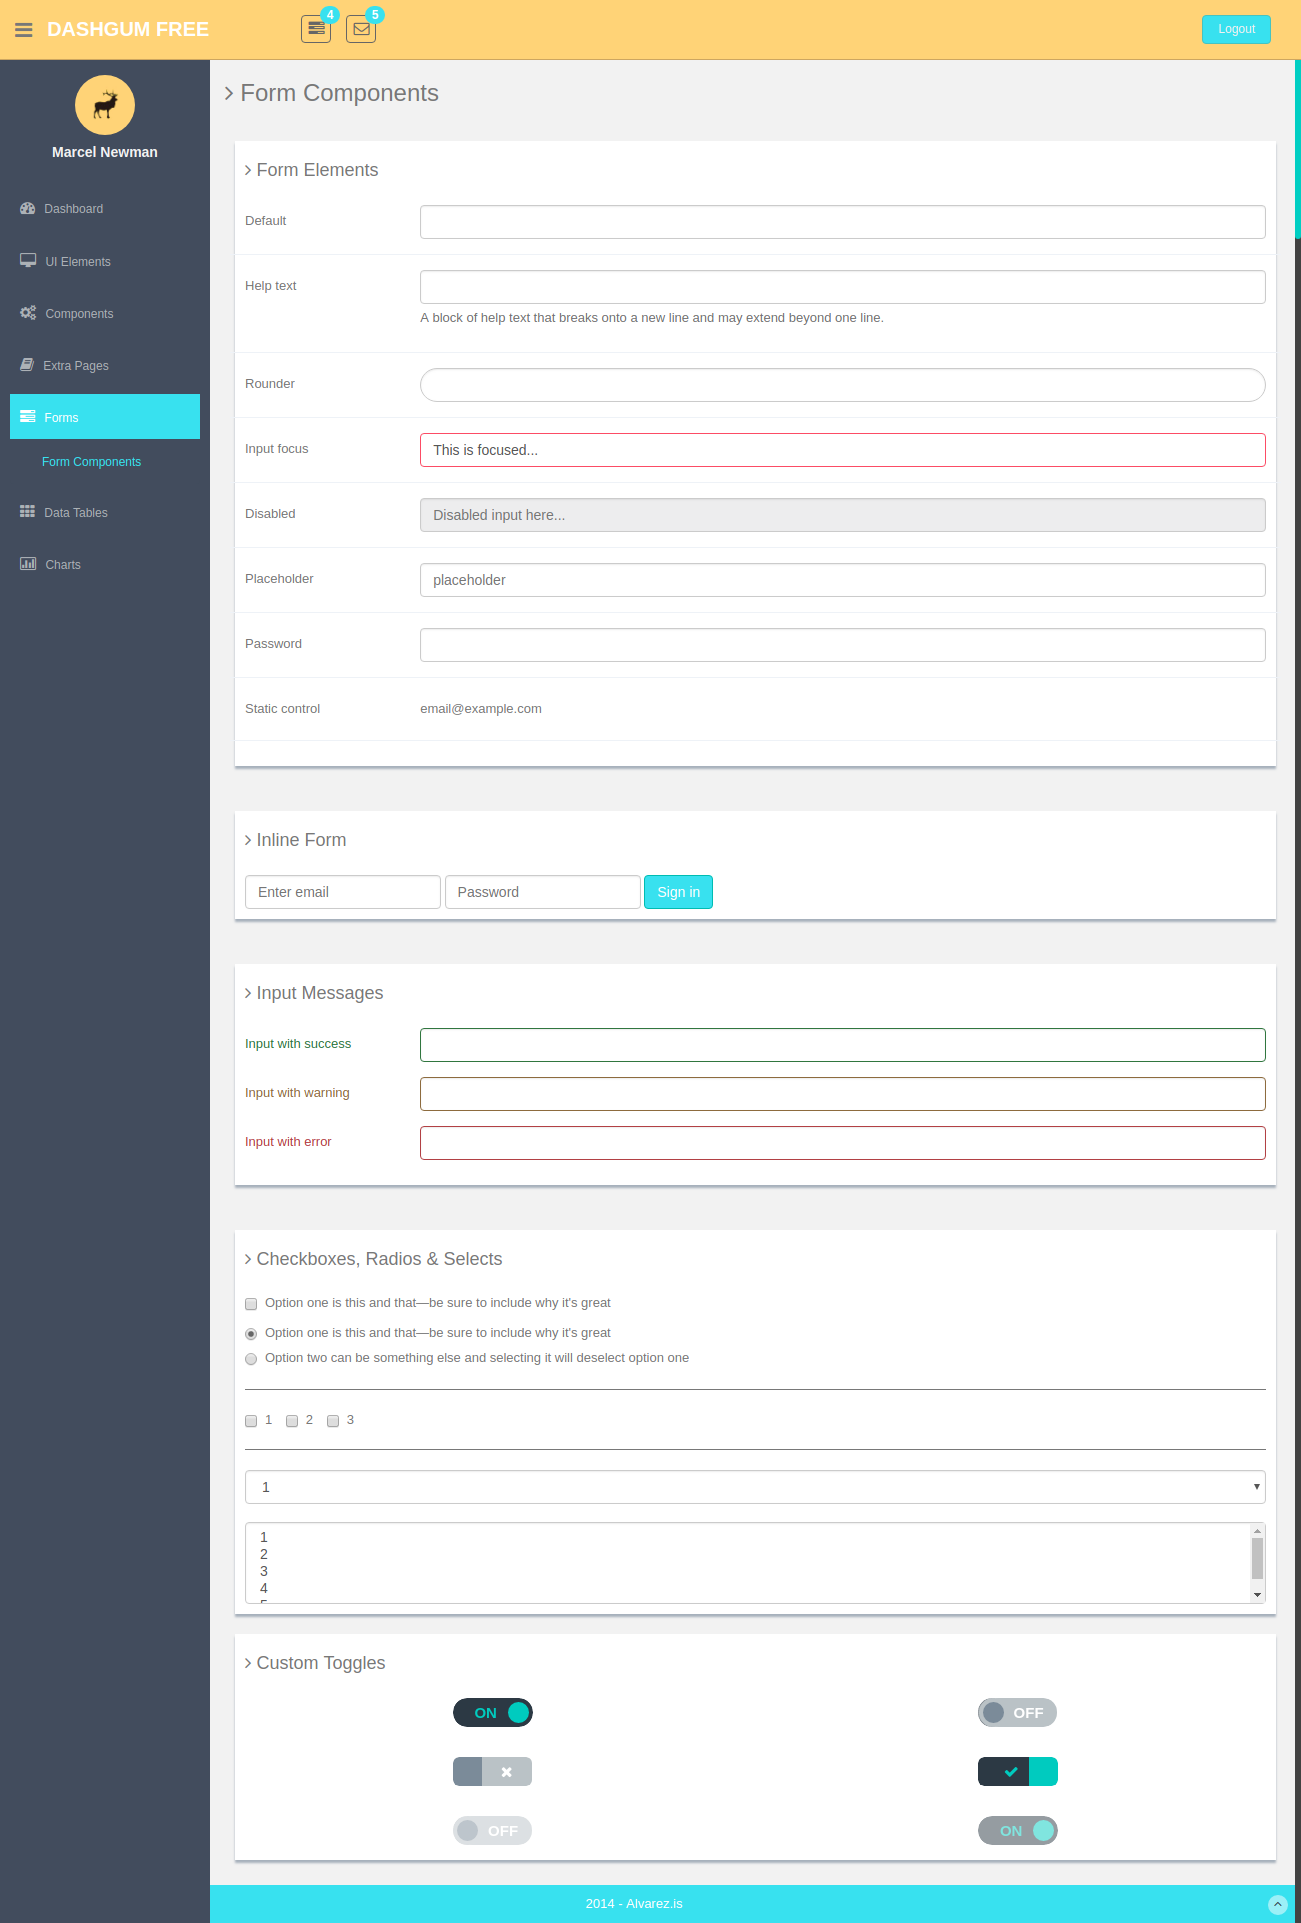 DASHGUM FREE
4
5
Logout
Marcel Newman
Dashboard
UI Elements
Components
Extra Pages
Forms
Form Components
Data Tables
Charts
Form Components
Form Elements
Default
Help text
A block of help text that breaks onto a new line and may extend beyond one line.
Rounder
Input focus
This is focused...
Disabled
Disabled input here...
Placeholder
placeholder
Password
Static control
email@example.com
Inline Form
Enter email
Password
Sign in
Input Messages
Input with success
Input with warning
Input with error
Checkboxes, Radios & Selects
Option one is this and that—be sure to include why it's great
Option one is this and that—be sure to include why it's great
Option two can be something else and selecting it will deselect option one
1 2 3
1
1
2
3
4
Custom Toggles
ON
OFF
OFF
ON
2014 - Alvarez.is